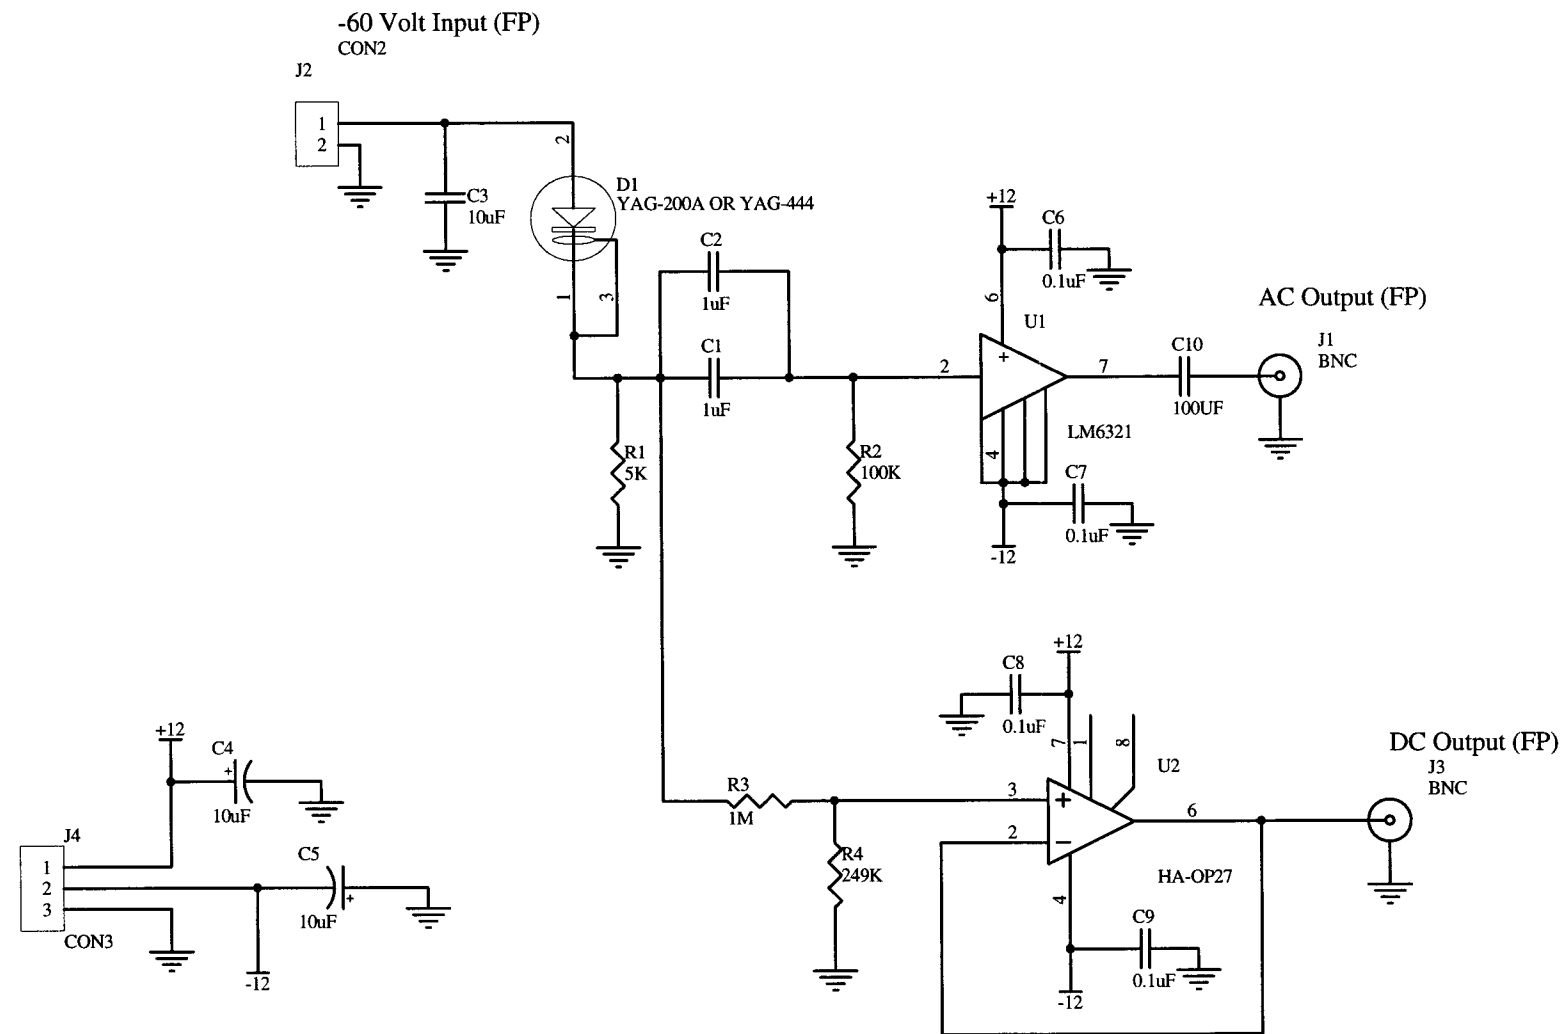 -60 Volt Input (FP)
CON2
J2
1
2
2
C3
10uF
D1
YAG-200A OR YAG-444
1
3
C2
1uF
C1
1uF
R1
5K
R2
100K
+12
C6
0.1uF
6
U1
2
+
7
LM6321
4
C7
0.1uF
-12
AC Output (FP)
C10
100UF
J1
BNC
+12
C8
0.1uF
7
1
8
U2
R3
1M
3
+
2
−
6
R4
249K
HA-OP27
4
C9
0.1uF
-12
DC Output (FP)
J3
BNC
+12
C4
+
10uF
J4
1
2
3
CON3
C5
+
10uF
-12